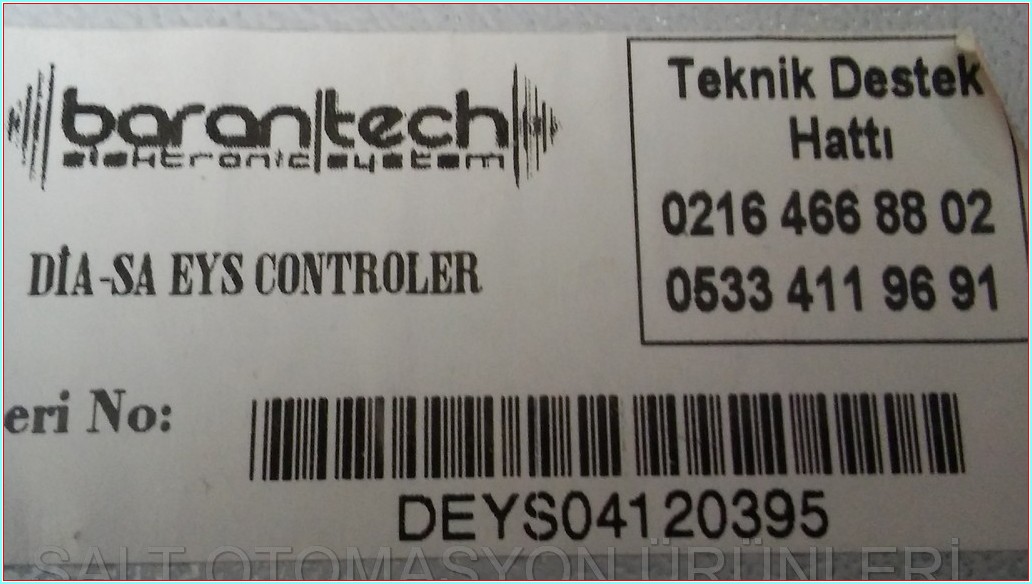 barantech
elektronic system
Teknik Destek
Hattı
0216 466 88 02
0533 411 96 91
DİA-SA EYS CONTROLER
eri No:
DEYS04120395
SALT OTOMASYON ÜRÜNLERİ